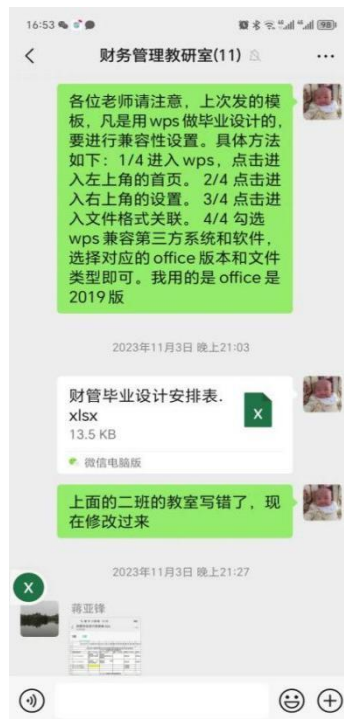 16:53
98
财务管理教研室(11)
各位老师请注意，上次发的模
板，凡是用wps做毕业设计的，
要进行兼容性设置。具体方法
如下：1/4 进入 wps，点击进
入左上角的首页。 2/4 点击进
入右上角的设置。 3/4 点击进
入文件格式关联。 4/4 勾选
wps 兼容第三方系统和软件，
选择对应的 office 版本和文件
类型即可。我用的是 office 是
2019 版
2023年11月3日 晚上21:03
财管毕业设计安排表.
xlsx
13.5 KB
X
微信电脑版
上面的二班的教室写错了，现
在修改过来
2023年11月3日 晚上21:27
X
蒋亚锋